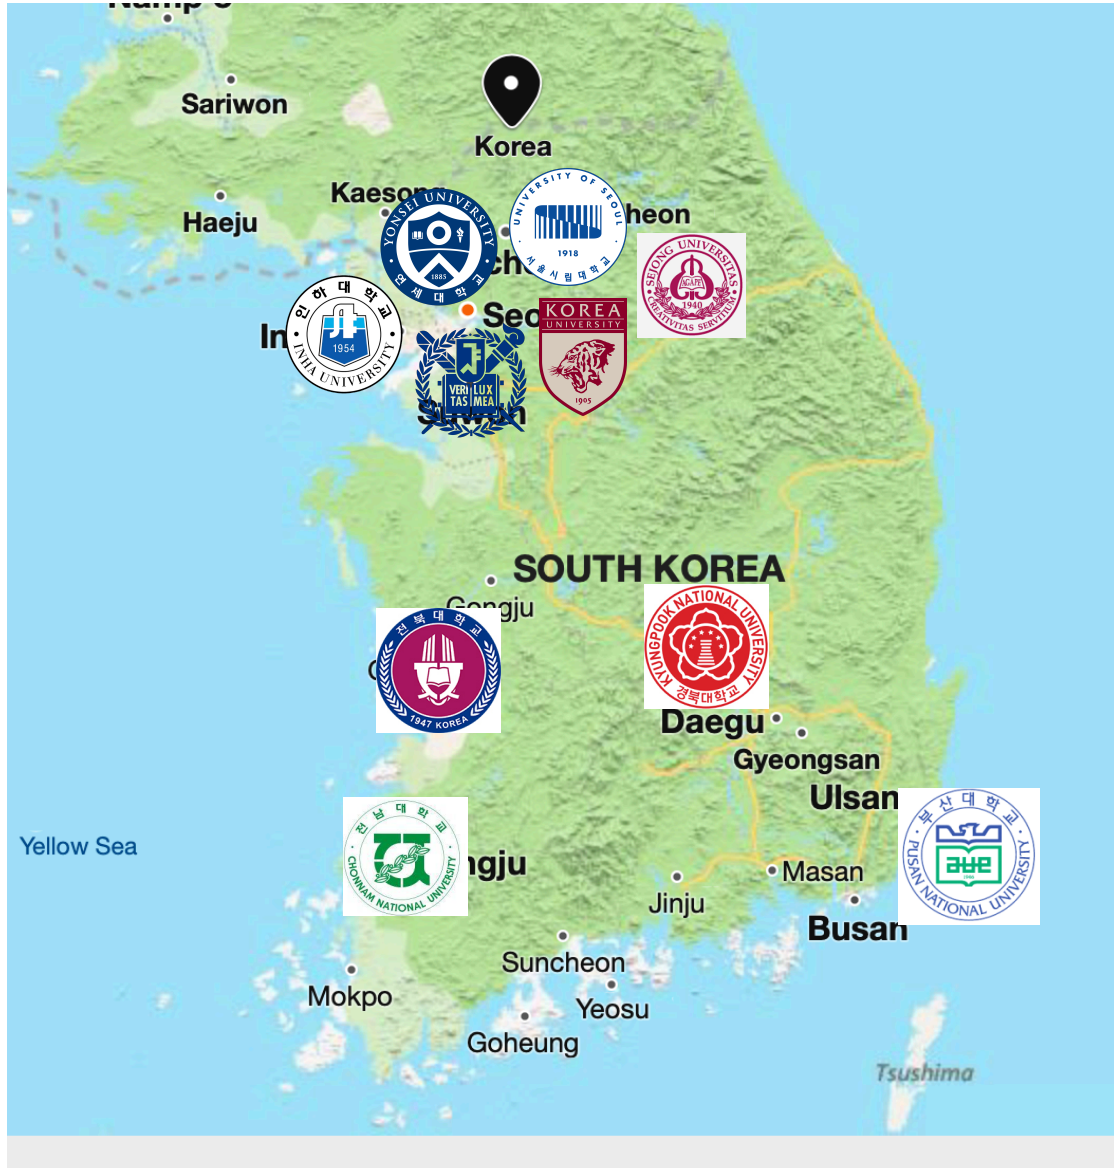 Sariwon
Korea
Kaesong
Haeju
YONSEI UNIVERSITY
1885
연세대학교
UNIVERSITY OF SEOUL
1918
서울시립대학교
heon
che
SEJONG UNIVERSITAS
AGAPE
1940
CREATIVITAS SERVITIUM
인하대학교
1954
INHA UNIVERSITY
In
Seo
KOREA
UNIVERSITY
1905
VERI LUX
TAS MEA
Suwon
SOUTH KOREA
Gongju
전북대학교
1947 KOREA
KYUNGPOOK NATIONAL UNIVERSITY
경북대학교
Daegu
Gyeongsan
Ulsan
전남대학교
CHONNAM NATIONAL UNIVERSITY
ngju
부산대학교
PUSAN NATIONAL UNIVERSITY
Yellow Sea
Masan
Jinju
Busan
Suncheon
Mokpo
Yeosu
Goheung
Tsushima